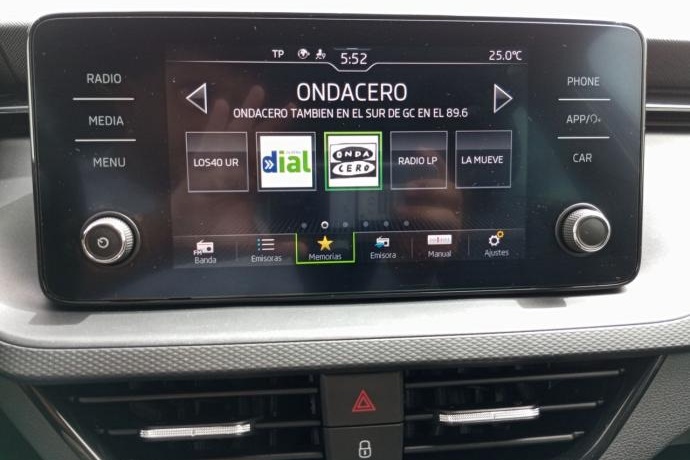 TP 5:52 25.0°C
RADIO
MEDIA
MENU
PHONE
APP/
CAR
ONDACERO
ONDACERO TAMBIEN EN EL SUR DE GC EN EL 89.6
LOS40 UR
dial
ONDA
CERO
RADIO LP
LA MUEVE
FM
Banda
Emisoras
Memorias
Emisora
Manual
Ajustes